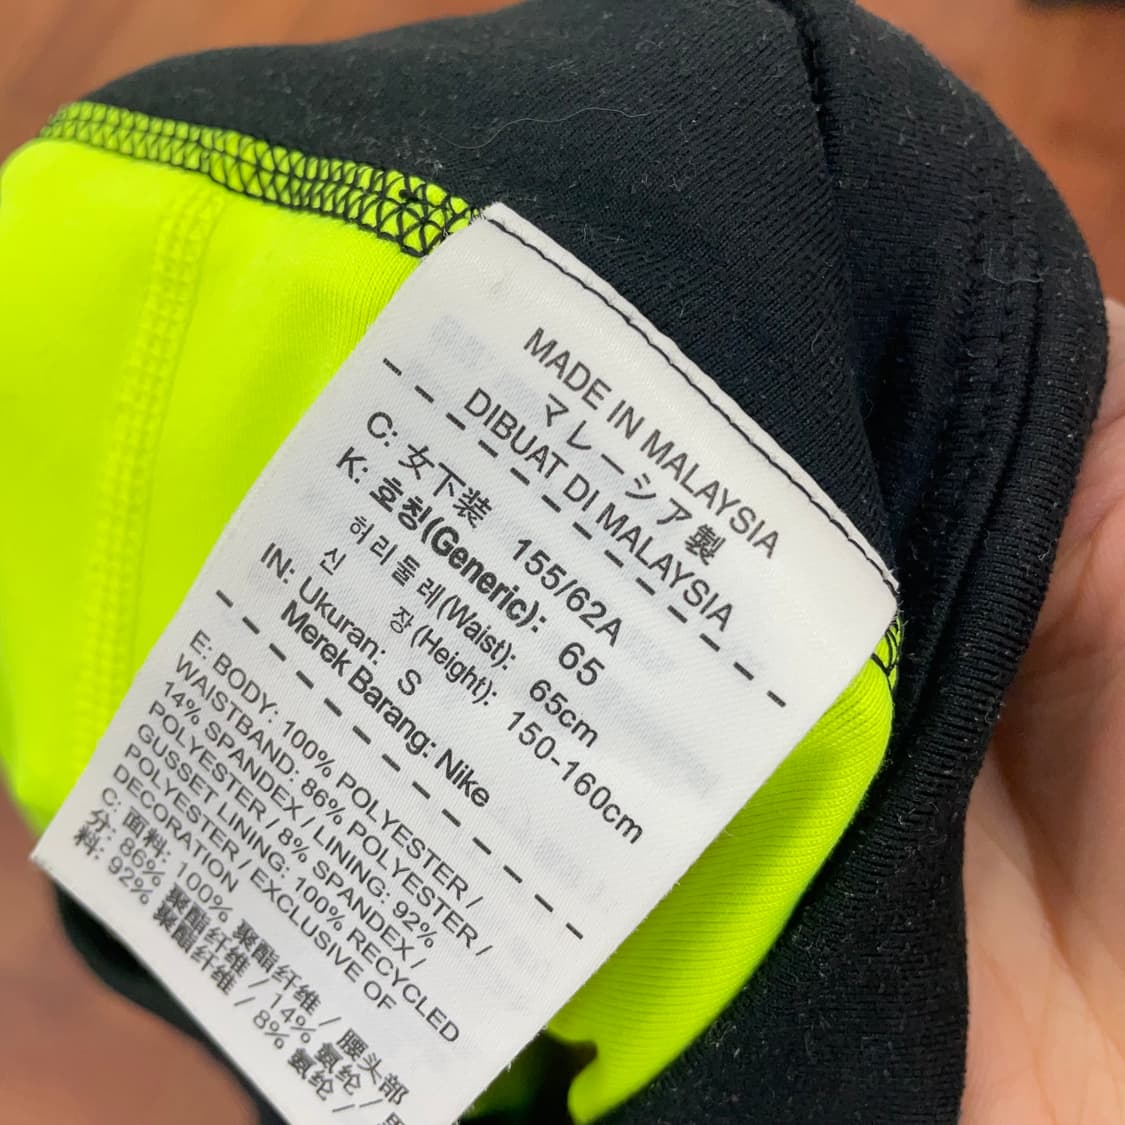 MADE IN MALAYSIA
マレーシア製
DIBUAT DI MALAYSIA
C: 女下装 155/62A
K: 호칭(Generic): 65
허리둘레(Waist): 65cm
신 장(Height): 150-160cm
IN: Ukuran: S
Merek Barang: Nike
E: BODY: 100% POLYESTER /
WAISTBAND: 86% POLYESTER /
14% SPANDEX / LINING: 92%
POLYESTER / 8% SPANDEX /
GUSSET LINING: 100% RECYCLED
POLYESTER / EXCLUSIVE OF
DECORATION
C: 面料: 100% 聚酯纤维 / 腰头部
分: 86% 聚酯纤维 / 14% 氨纶 /
料: 92% 聚酯纤维 / 8% 氨纶 /